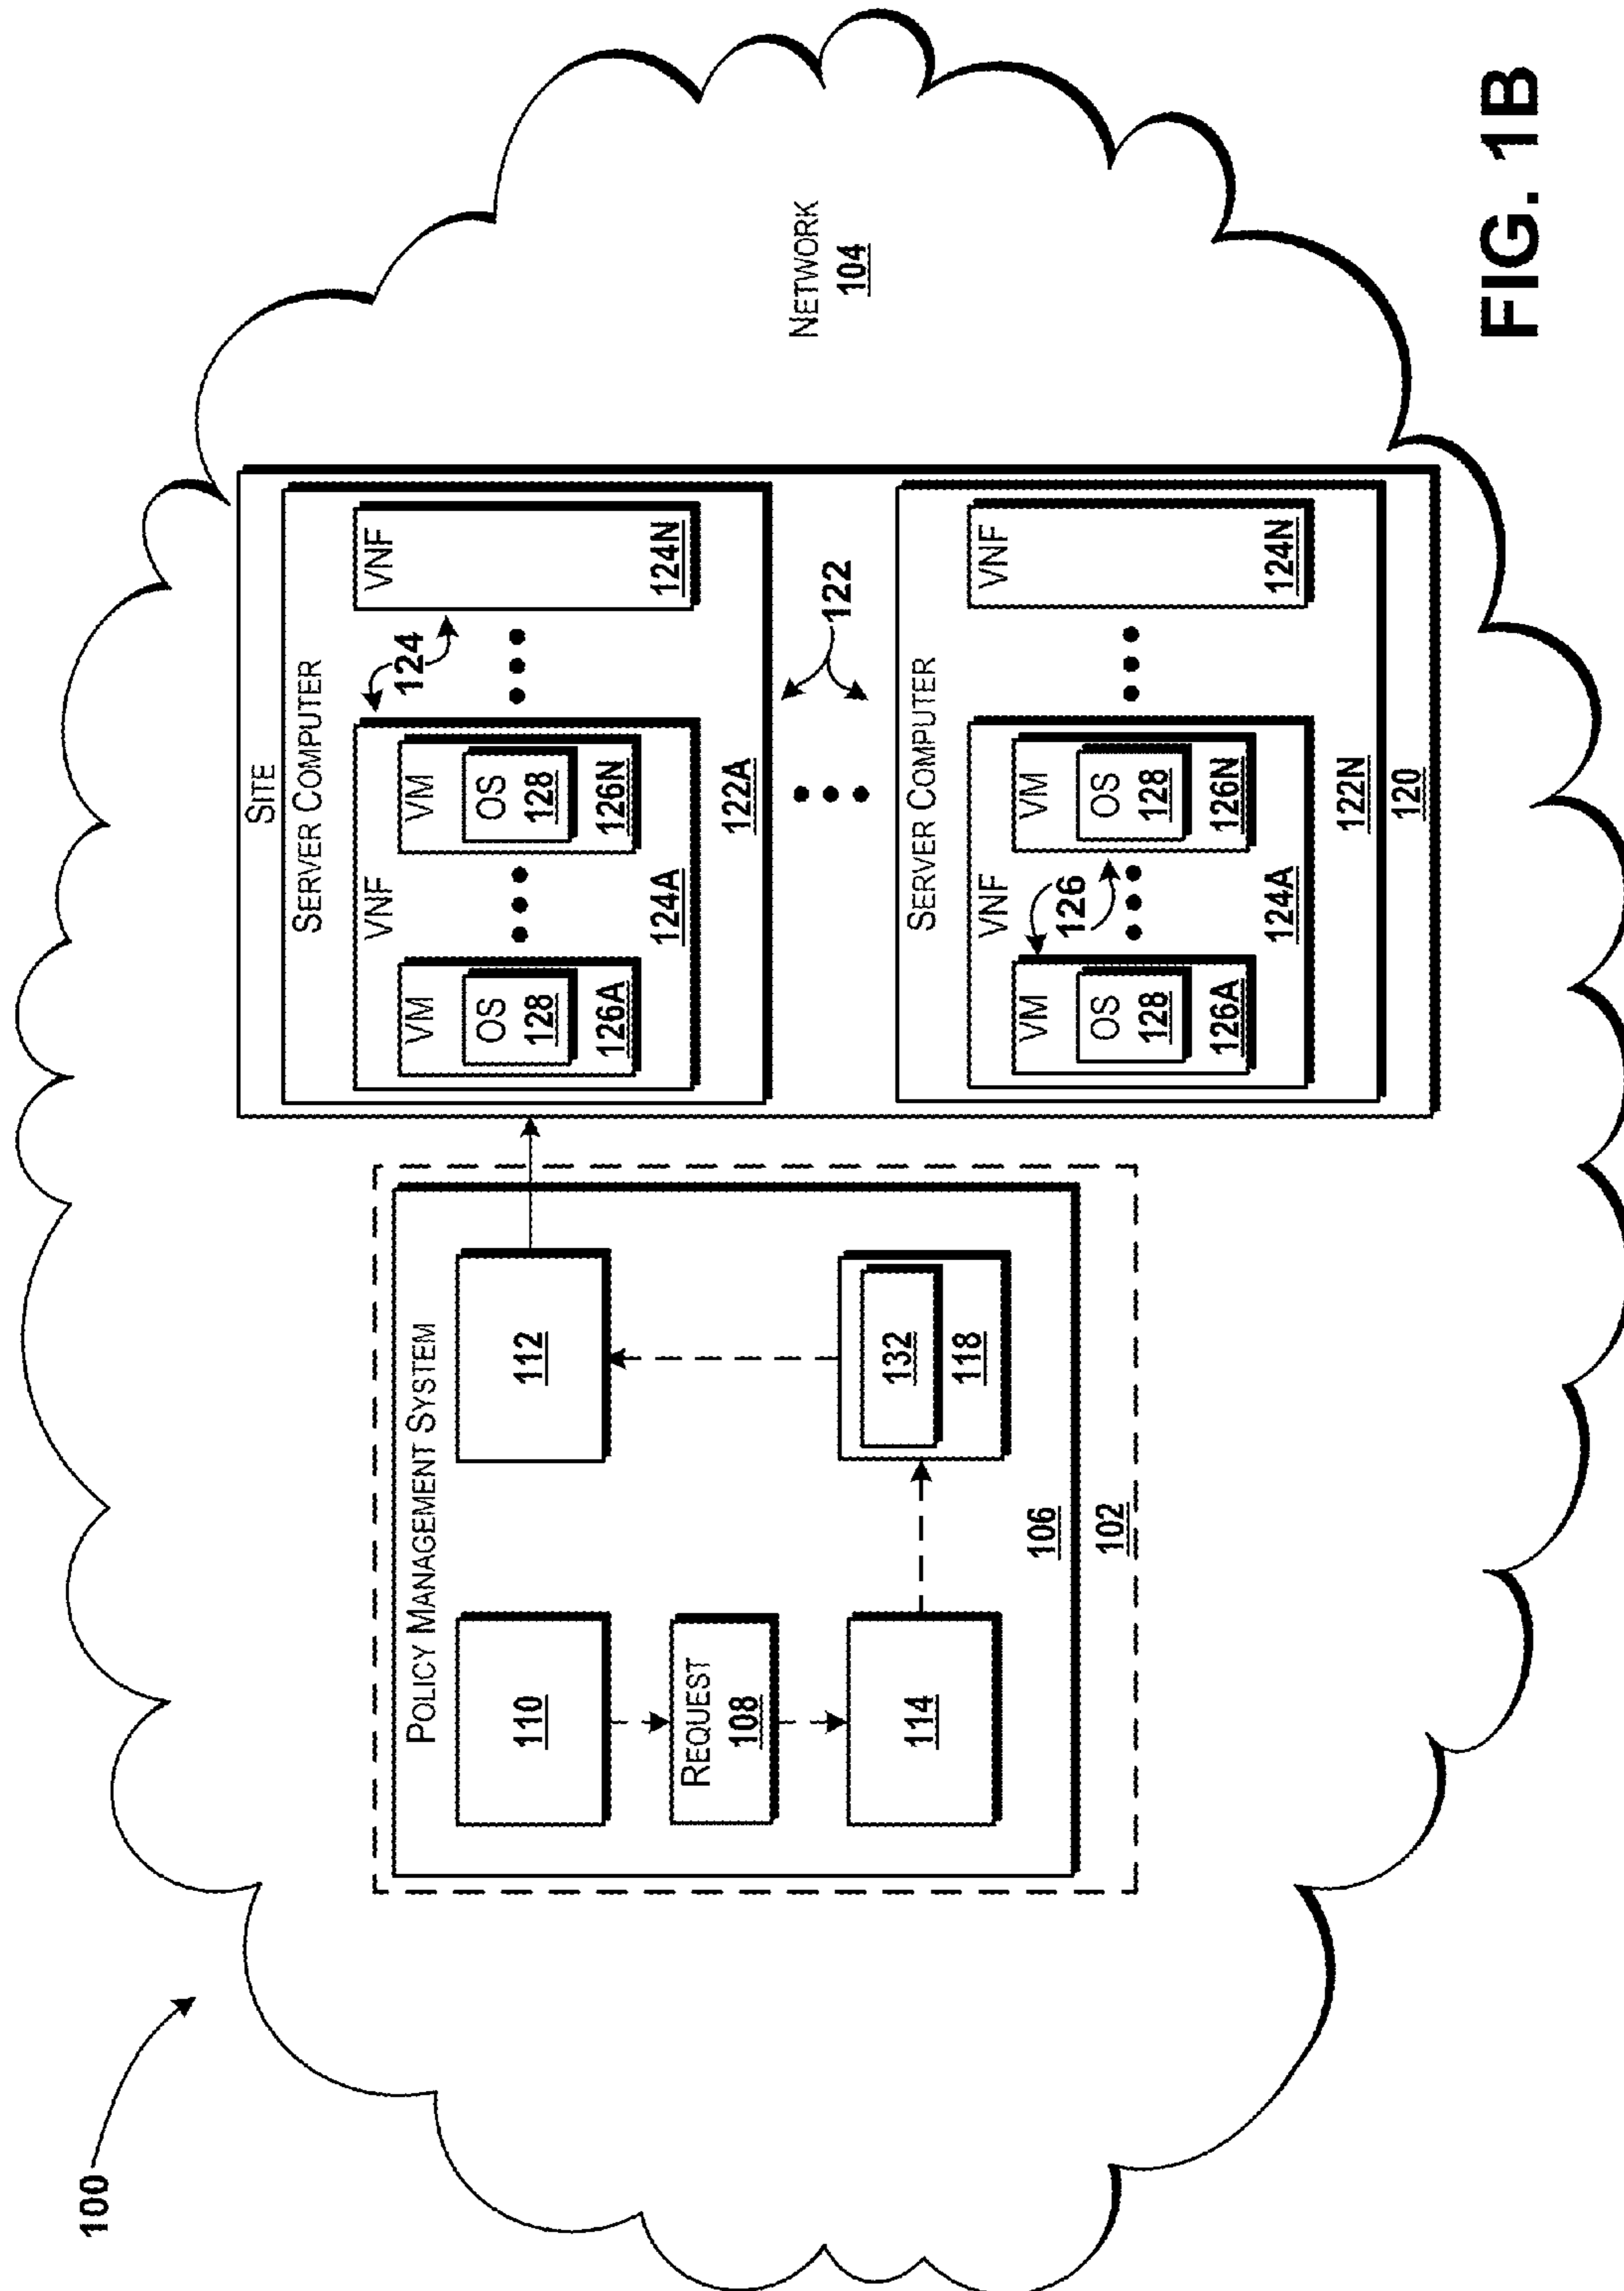 100
POLICY MANAGEMENT SYSTEM
110
REQUEST
108
114
112
132
118
106
102
SITE
SERVER COMPUTER
VNF
VM
OS
128
126A
VM
OS
128
126N
124A
124
VNF
124N
122A
122
SERVER COMPUTER
VNF
VM
OS
128
126A
126
VM
OS
128
126N
124A
VNF
124N
122N
120
NETWORK
104
FIG. 1B